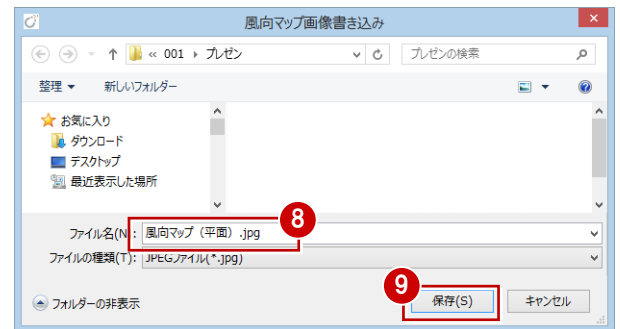 風向マップ画像書き込み
« 001 ▸ プレゼン
プレゼンの検索
整理 ▼ 新しいフォルダー
お気に入り
ダウンロード
デスクトップ
最近表示した場所
8
ファイル名(N): 風向マップ（平面）.jpg
ファイルの種類(T): JPEGファイル(*.jpg)
9
フォルダーの非表示
保存(S)
キャンセル